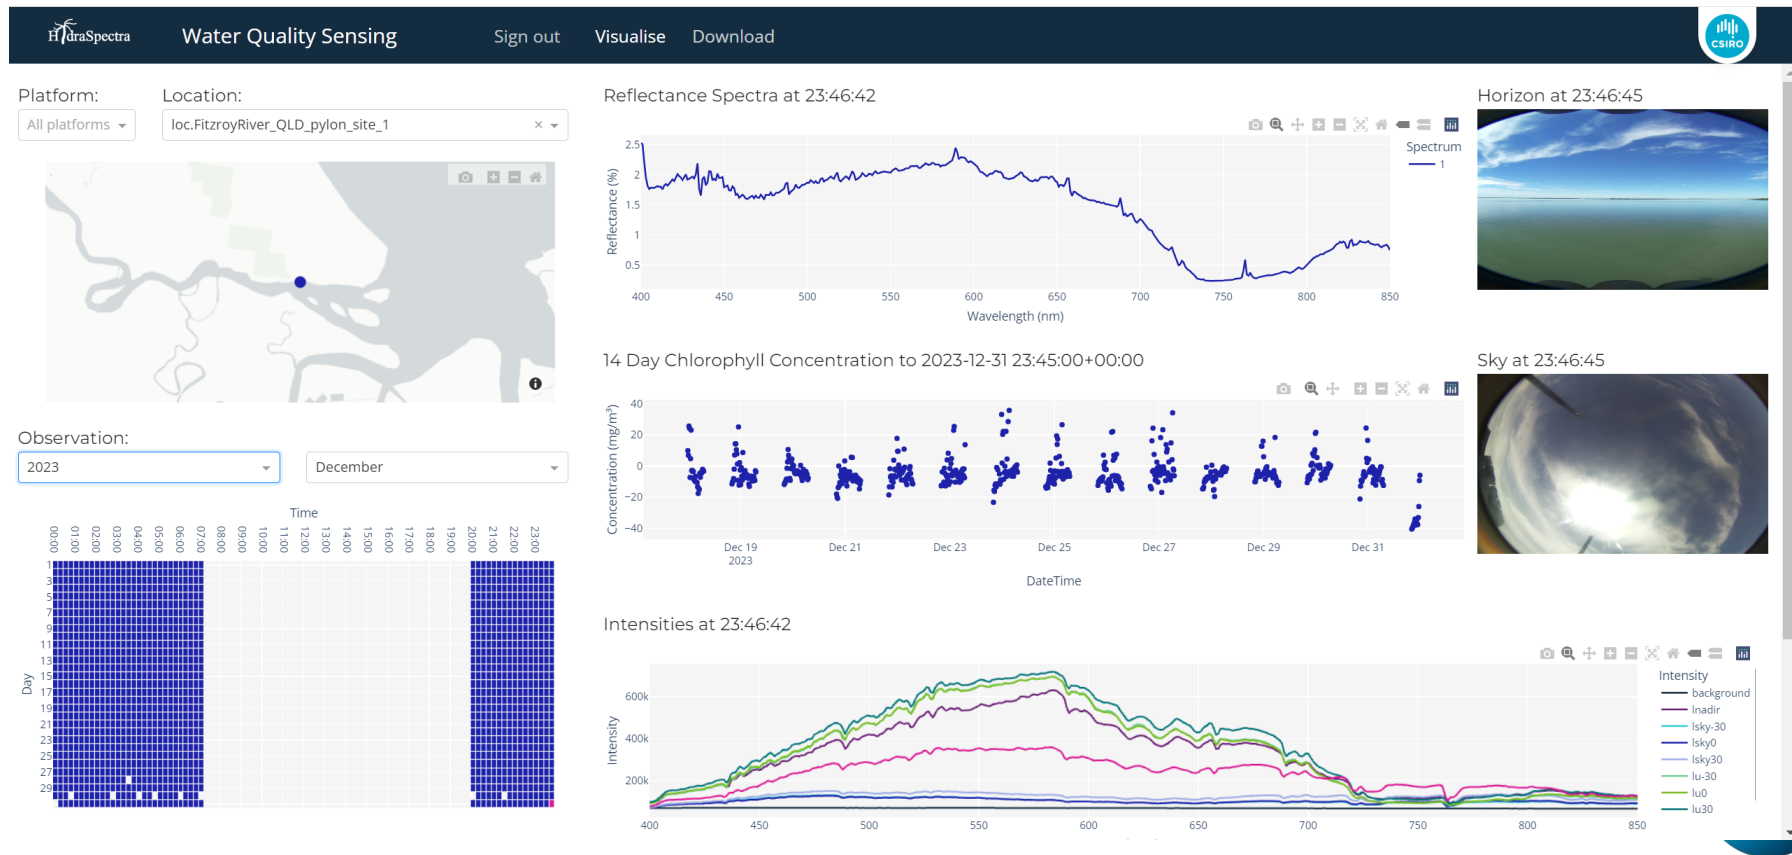 HydraSpectra
Water Quality Sensing
Sign out
Visualise
Download
CSIRO
Platform:
Location:
All platforms
loc.FitzroyRiver_QLD_pylon_site_1
Observation:
2023
December
Time
00:00 01:00 02:00 03:00 04:00 05:00 06:00 07:00 08:00 09:00 10:00 11:00 12:00 13:00 14:00 15:00 16:00 17:00 18:00 19:00 20:00 21:00 22:00 23:00
Day
1
3
5
7
9
11
13
15
17
19
21
23
25
27
29
Reflectance Spectra at 23:46:42
Reflectance (%)
2.5
2
1.5
1
0.5
400 450 500 550 600 650 700 750 800 850
Wavelength (nm)
Spectrum
1
14 Day Chlorophyll Concentration to 2023-12-31 23:45:00+00:00
Concentration (mg/m³)
40
20
0
−20
−40
Dec 19 Dec 21 Dec 23 Dec 25 Dec 27 Dec 29 Dec 31
2023
DateTime
Intensities at 23:46:42
Intensity
600k
400k
200k
400 450 500 550 600 650 700 750 800 850
Intensity
background
lnadir
lsky-30
lsky0
lsky30
lu-30
lu0
lu30
Horizon at 23:46:45
Sky at 23:46:45